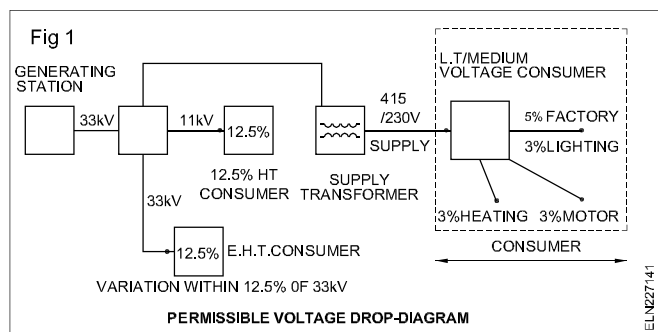 Fig 1
GENERATING
STATION
33kV
11kV
12.5%
12.5% HT
CONSUMER
33kV
12.5%
E.H.T.CONSUMER
VARIATION WITHIN 12.5% 0F 33kV
SUPPLY
TRANSFORMER
415
/230V
SUPPLY
L.T/MEDIUM
VOLTAGE CONSUMER
5% FACTORY
3%LIGHTING
3%HEATING
3%MOTOR
CONSUMER
PERMISSIBLE VOLTAGE DROP-DIAGRAM
ELN227141